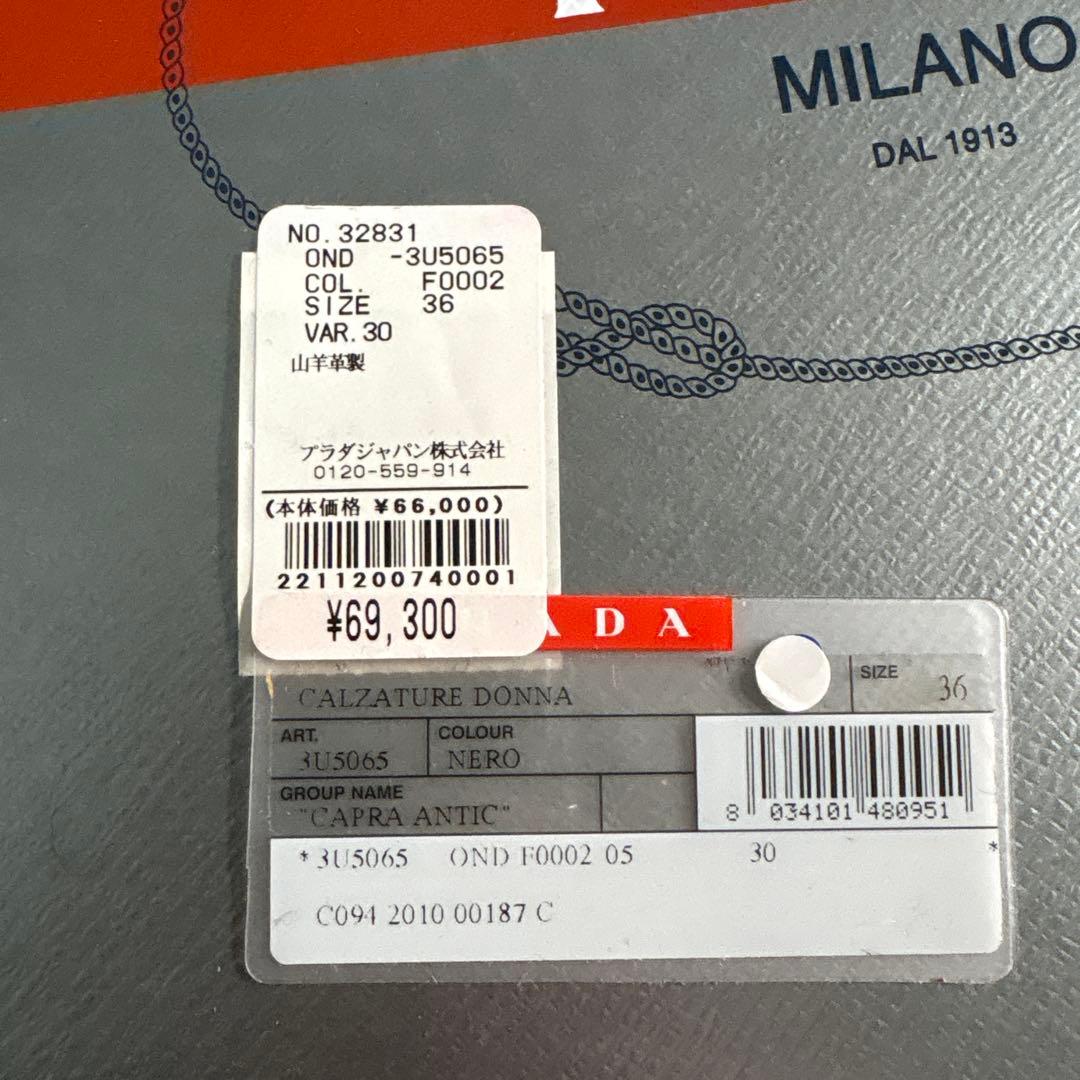 MILANO
DAL 1913
NO.32831
OND -3U5065
COL. F0002
SIZE 36
VAR.30
山羊革製
プラダジャパン株式会社
0120-559-914
(本体価格 ¥66,000)
2211200740001
¥69,300
ADA
SIZE
36
CALZATURE DONNA
ART.
3U5065
COLOUR
NERO
GROUP NAME
"CAPRA ANTIC"
8 034101 480951
*3U5065 OND F0002 05 30 *
C094 2010 00187 C